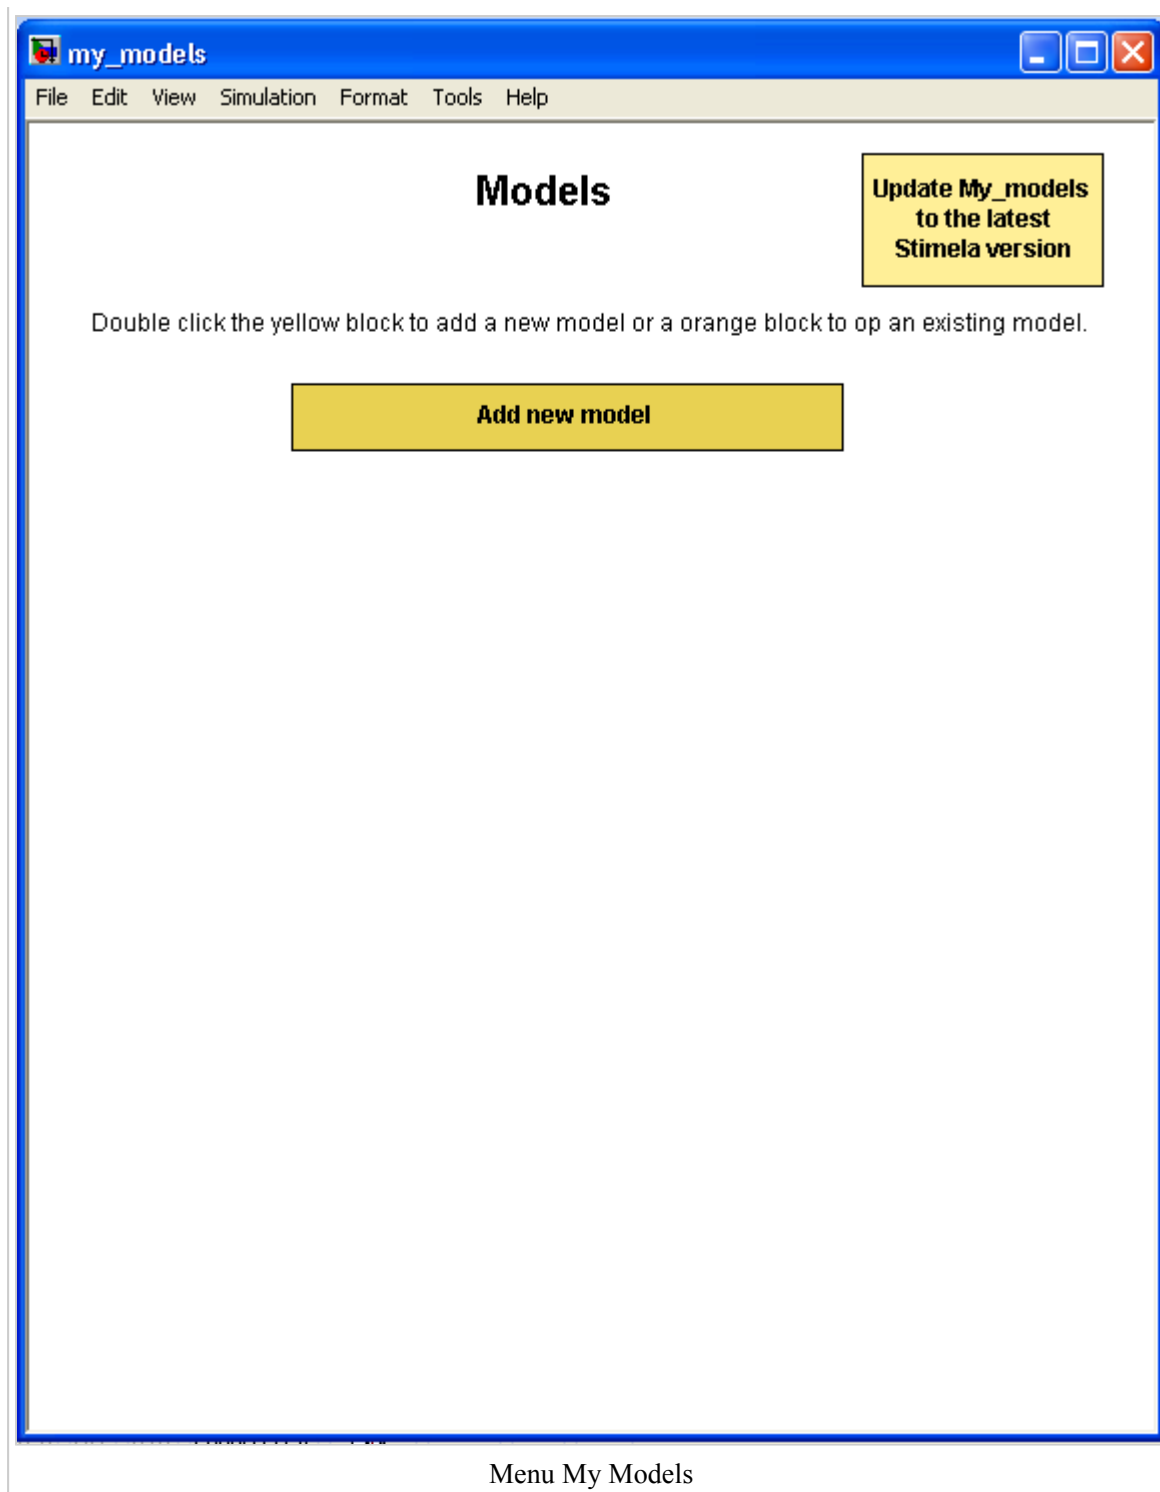 my_models
File Edit View Simulation Format Tools Help
Models
Update My_models
to the latest
Stimela version
Double click the yellow block to add a new model or a orange block to op an existing model.
Add new model
Menu My Models